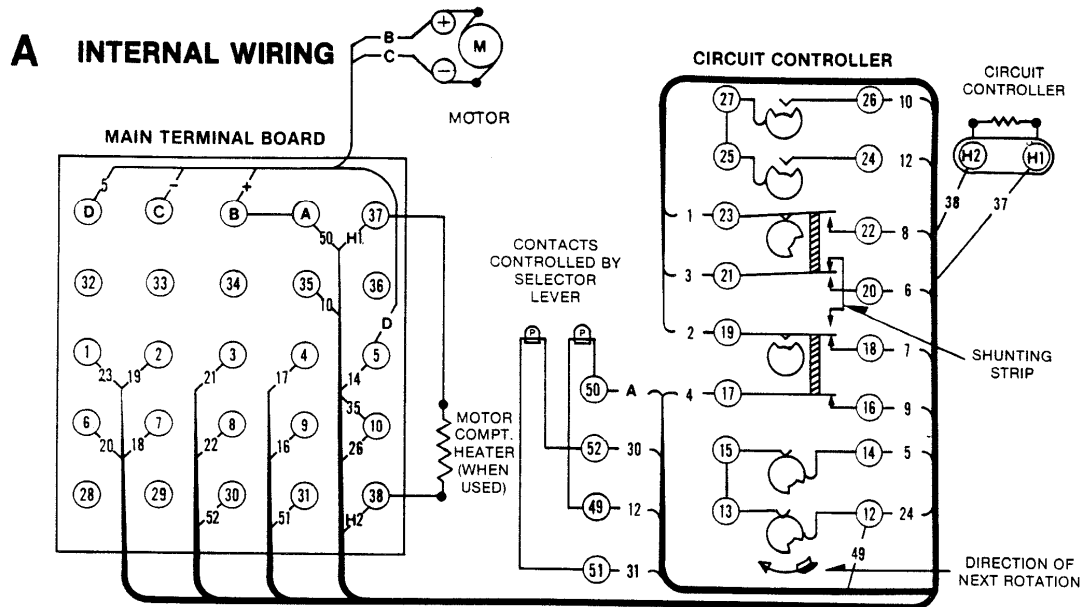 A INTERNAL WIRING
B
C
+
−
M
MOTOR
MAIN TERMINAL BOARD
5
−
+
D
C
B
A
37
50
H1
32
33
34
35
36
10
D
1
2
3
4
5
23
19
21
17
14
35
6
7
8
9
10
20
18
22
16
26
28
29
30
31
38
52
51
H2
MOTOR
COMPT.
HEATER
(WHEN
USED)
CONTACTS
CONTROLLED BY
SELECTOR
LEVER
P
P
50 A
52 30
49 12
51 31
CIRCUIT CONTROLLER
27
26 10
25
24 12
1 23
22 8
3 21
20 6
2 19
18 7
4 17
16 9
15
14 5
13
12 24
49
CIRCUIT
CONTROLLER
H2
H1
38
37
SHUNTING
STRIP
DIRECTION OF
NEXT ROTATION